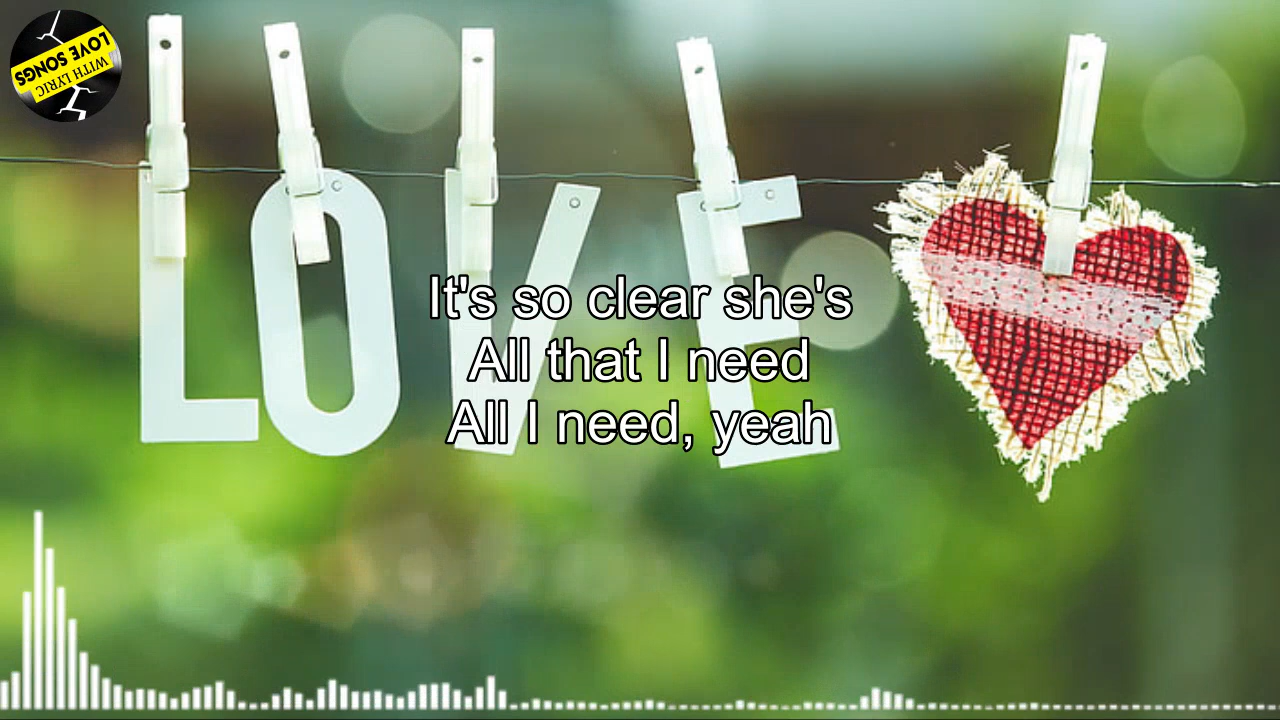 LOVE SONGS
WITH LYRIC
LOVE
It's so clear she's
All that I need
All I need, yeah